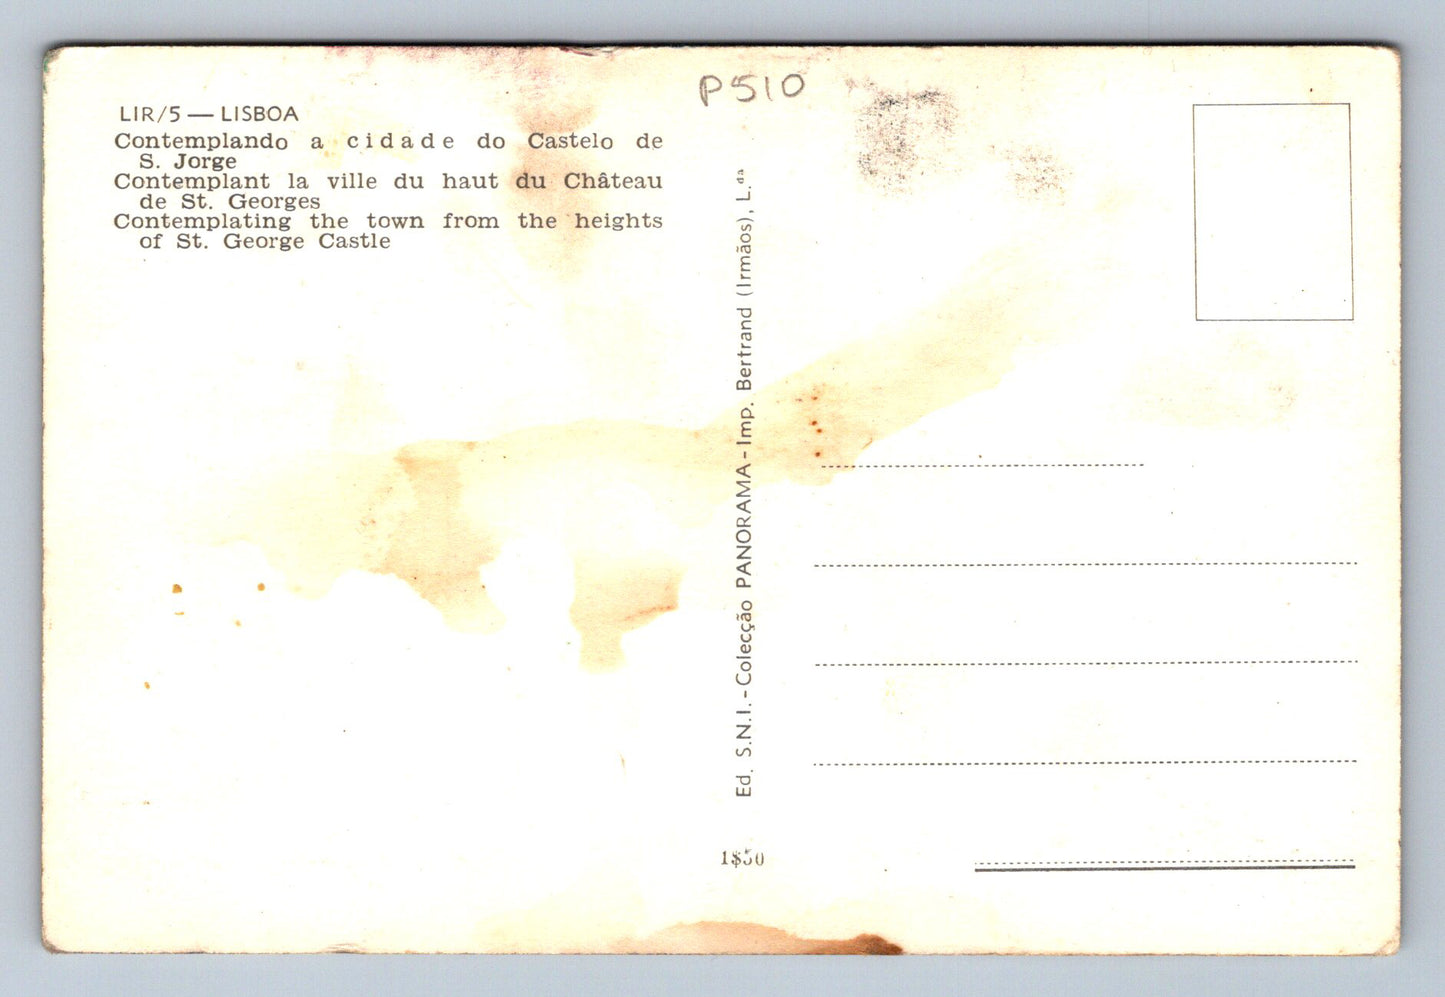 P510
LIR/5 — LISBOA
Contemplando a cidade do Castelo de
S. Jorge
Contemplant la ville du haut du Château
de St. Georges
Contemplating the town from the heights
of St. George Castle
Ed. S.N.I. - Colecção PANORAMA - Imp. Bertrand (Irmãos), L.da
1$50